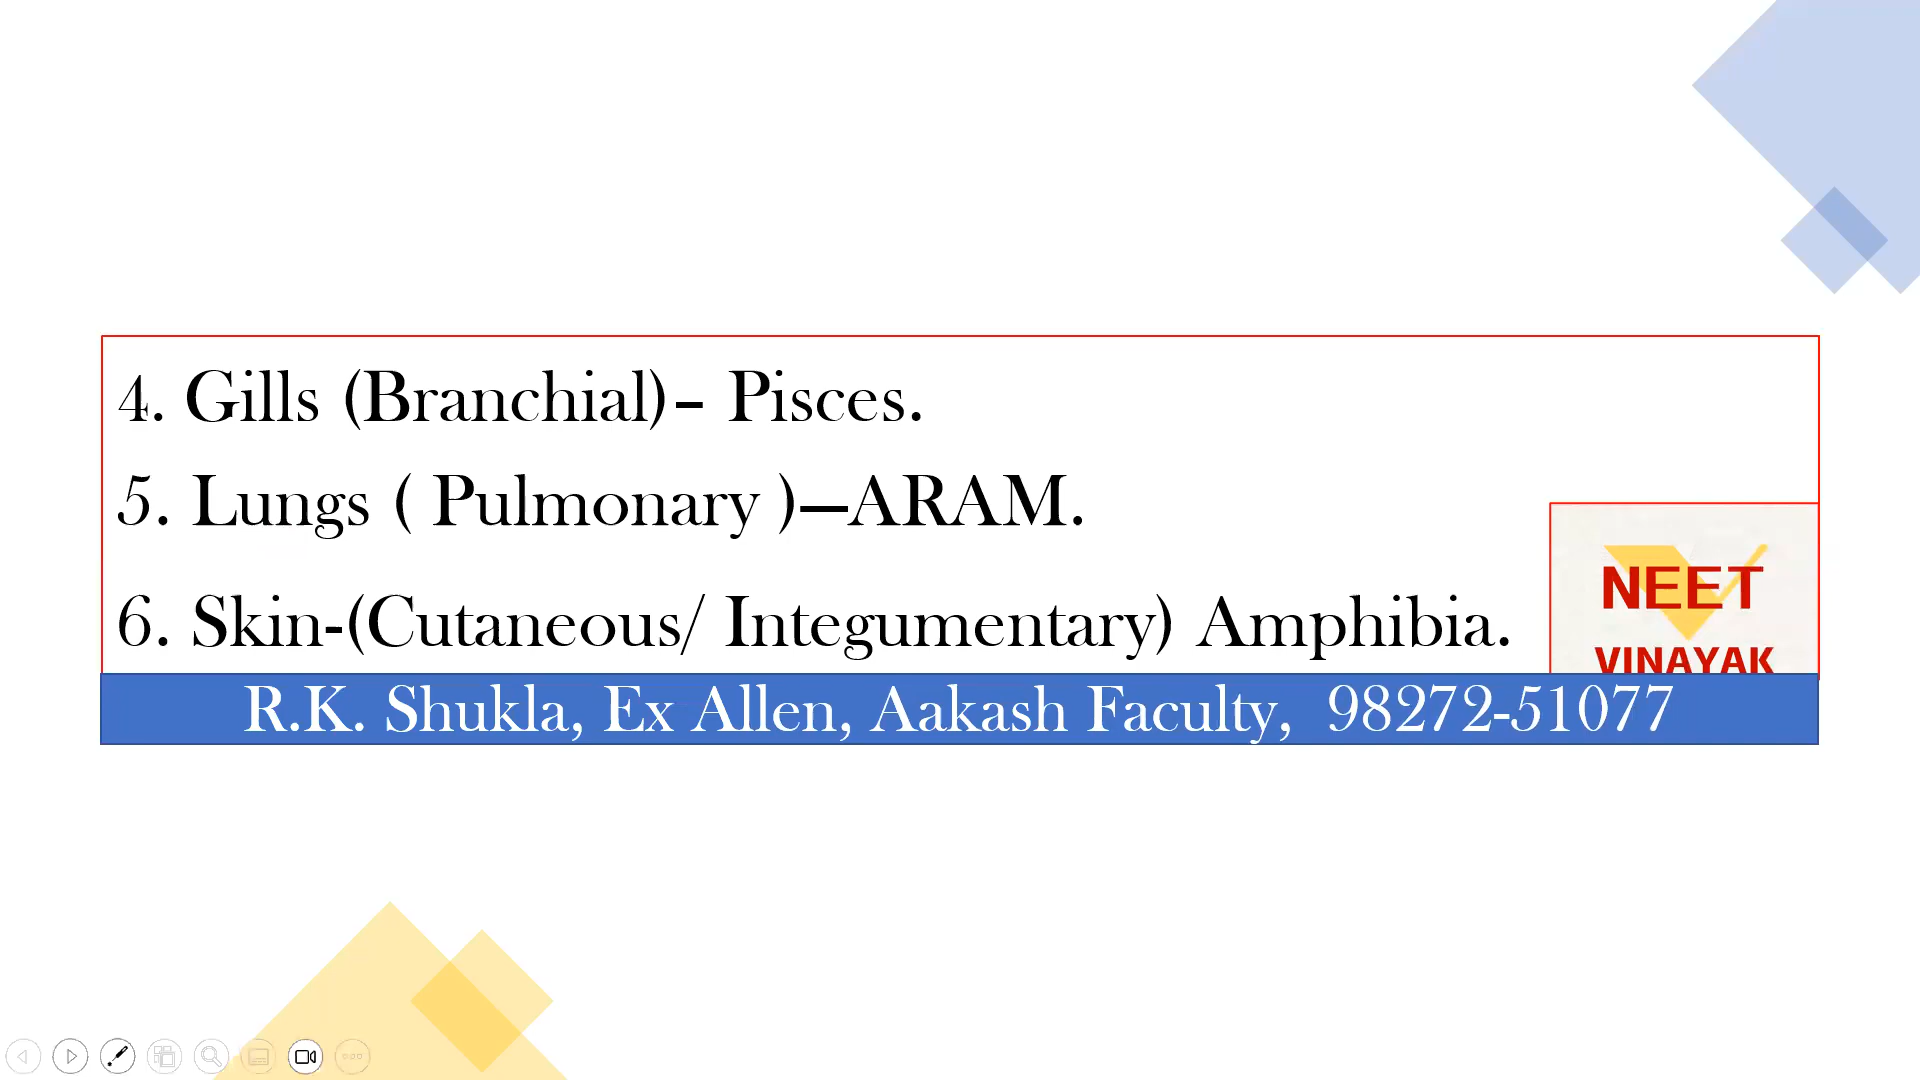 4. Gills (Branchial)– Pisces.
5. Lungs ( Pulmonary )—ARAM.
6. Skin-(Cutaneous/ Integumentary) Amphibia.
NEET
VINAYAK
R.K. Shukla, Ex Allen, Aakash Faculty, 98272-51077